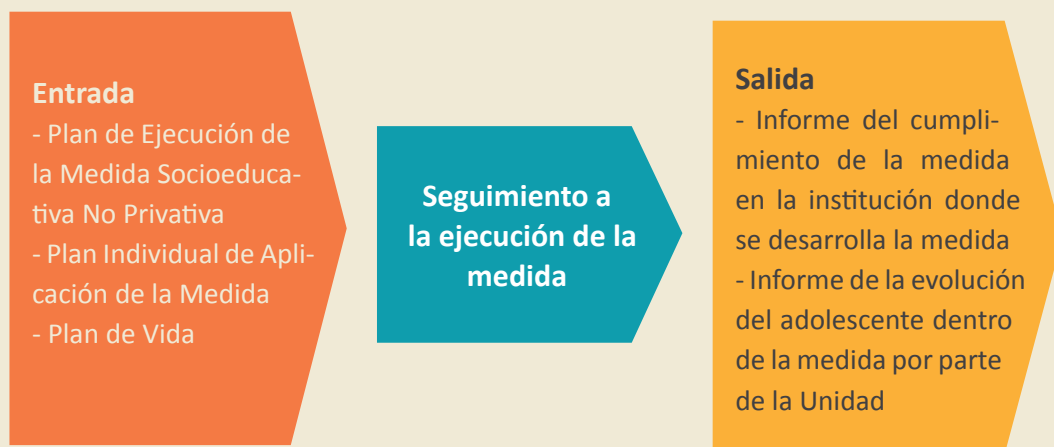 Entrada
- Plan de Ejecución de
la Medida Socioeduca-
tiva No Privativa
- Plan Individual de Apli-
cación de la Medida
- Plan de Vida
Seguimiento a
la ejecución de la
medida
Salida
- Informe del cumpli-
miento de la medida
en la institución donde
se desarrolla la medida
- Informe de la evolución
del adolescente dentro
de la medida por parte
de la Unidad